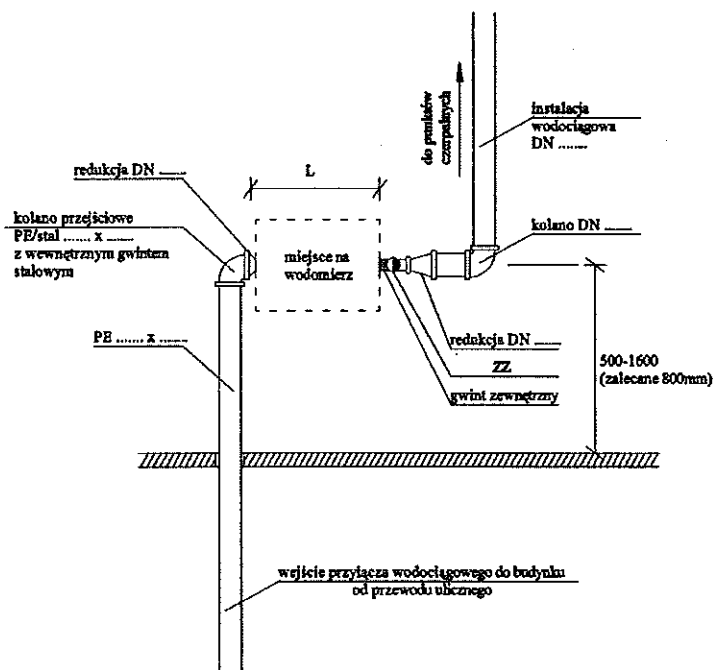 do punktów
czerpalnych
instalacja
wodociągowa
DN ........
redukcja DN ......
L
kolano przejściowe
PE/stal ....... x .......
z wewnętrznym gwintem
stalowym
miejsce na
wodomierz
kolano DN ......
PE ....... x .......
redukcja DN ......
ZZ
gwint zewnętrzny
500-1600
(zalecane 800mm)
wejście przyłącza wodociągowego do budynku
od przewodu ulicznego